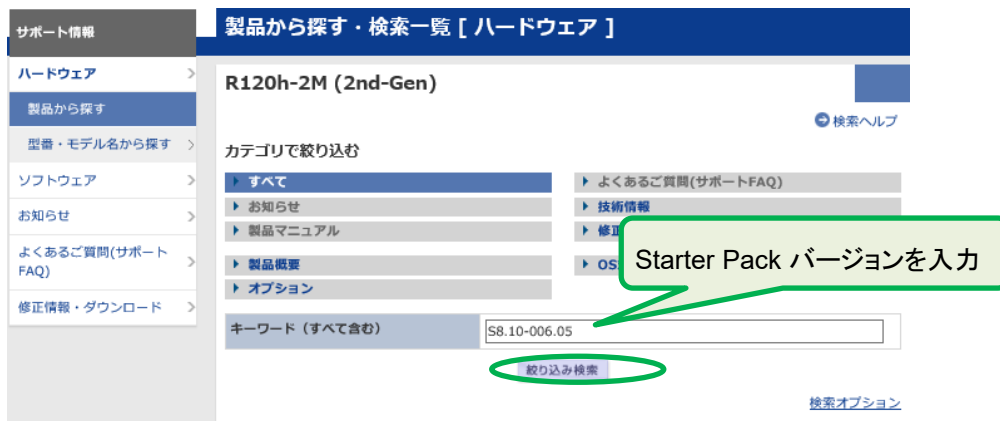 サポート情報
製品から探す・検索一覧 [ ハードウェア ]
ハードウェア
製品から探す
型番・モデル名から探す
ソフトウェア
お知らせ
よくあるご質問(サポート
FAQ)
修正情報・ダウンロード
R120h-2M (2nd-Gen)
検索ヘルプ
カテゴリで絞り込む
すべて
よくあるご質問(サポートFAQ)
お知らせ
技術情報
製品マニュアル
修正
製品概要
OS
オプション
Starter Pack バージョンを入力
キーワード（すべて含む）
S8.10-006.05
絞り込み検索
検索オプション